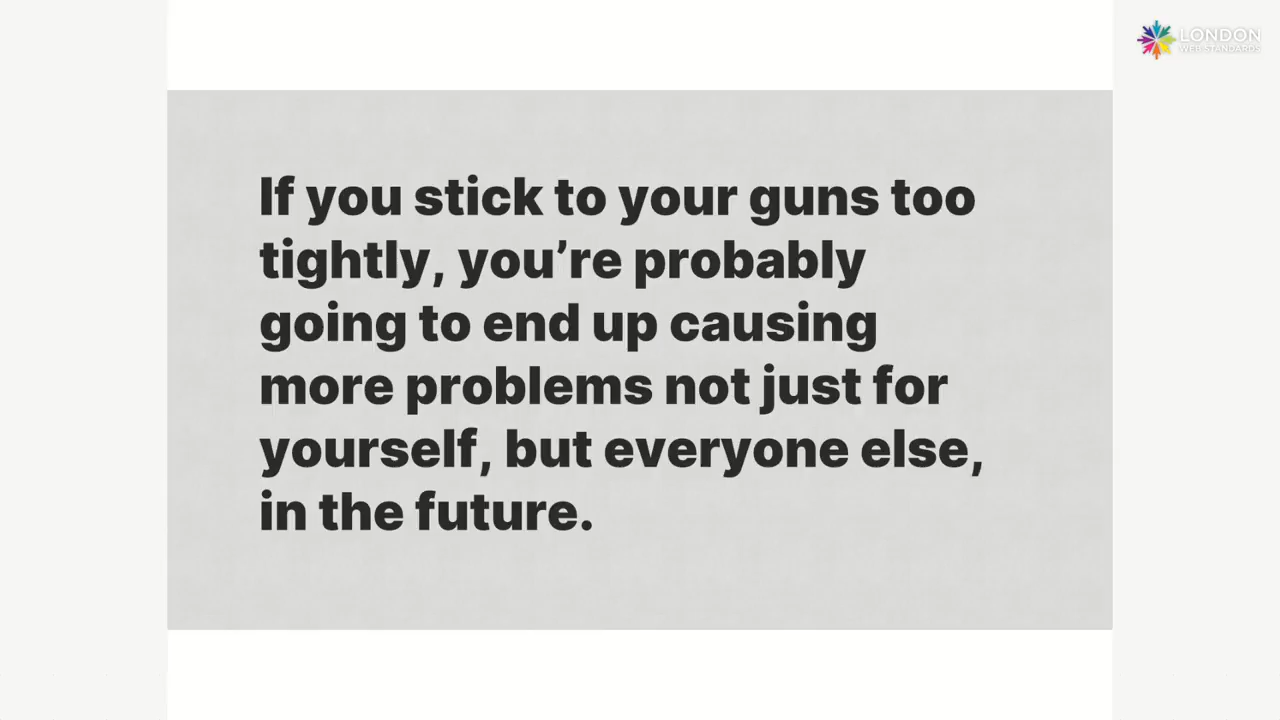 LONDON
WEB STANDARDS
If you stick to your guns too
tightly, you’re probably
going to end up causing
more problems not just for
yourself, but everyone else,
in the future.